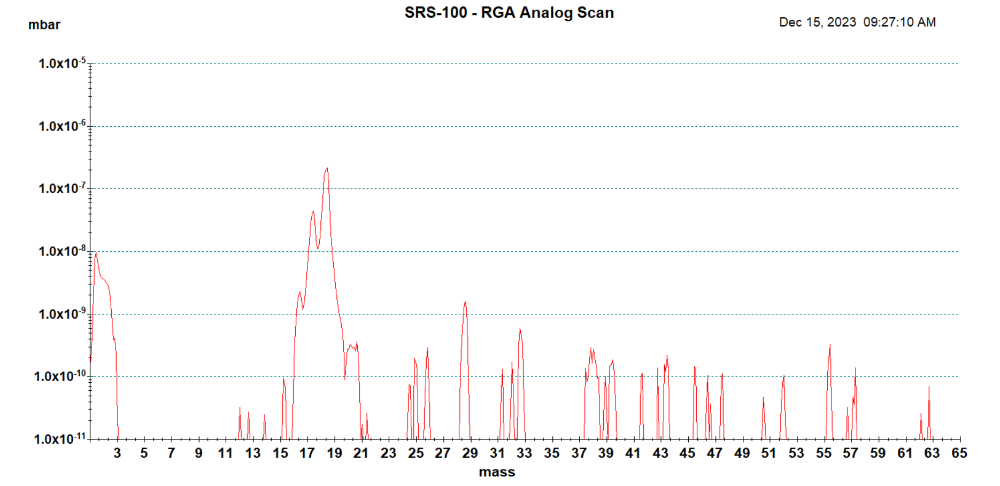 SRS-100 - RGA Analog Scan
mbar
Dec 15, 2023 09:27:10 AM
1.0x10-5
1.0x10-6
1.0x10-7
1.0x10-8
1.0x10-9
1.0x10-10
1.0x10-11
3 5 7 9 11 13 15 17 19 21 23 25 27 29 31 33 35 37 39 41 43 45 47 49 51 53 55 57 59 61 63 65
mass